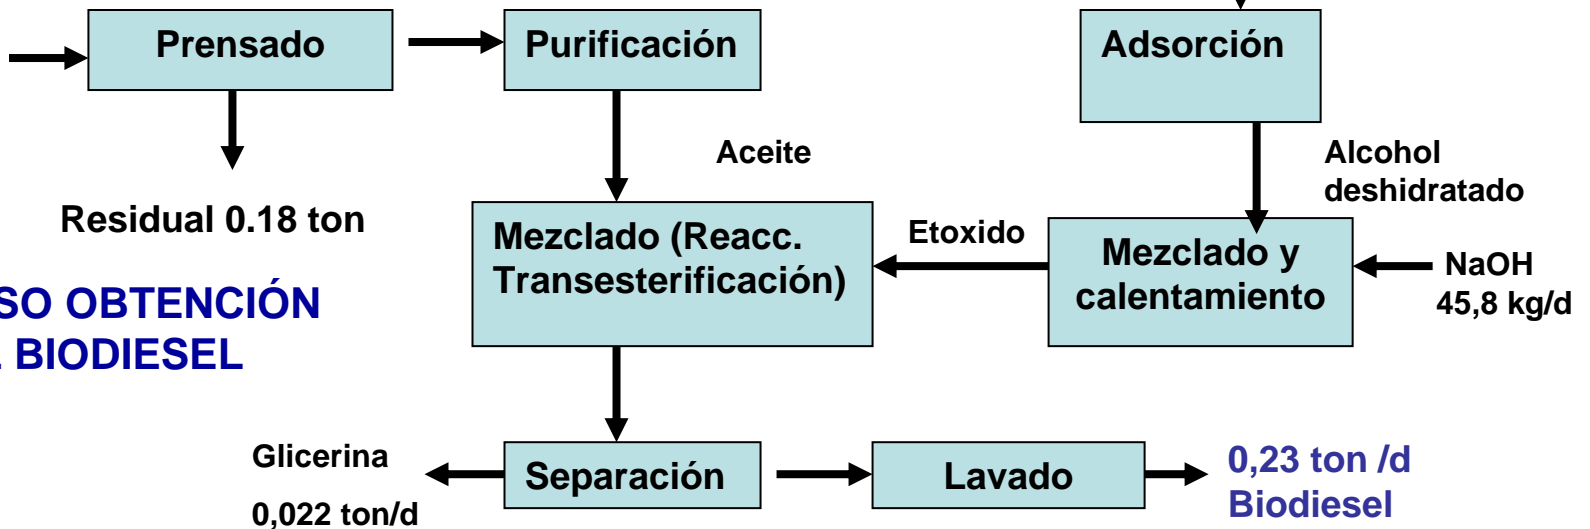 Prensado
Purificación
Adsorción
Aceite
Alcohol
deshidratado
Residual 0.18 ton
Mezclado (Reacc.
Transesterificación)
Etoxido
Mezclado y
calentamiento
NaOH
45,8 kg/d
SO OBTENCIÓN
BIODIESEL
Glicerina
0,022 ton/d
Separación
Lavado
0,23 ton /d
Biodiesel